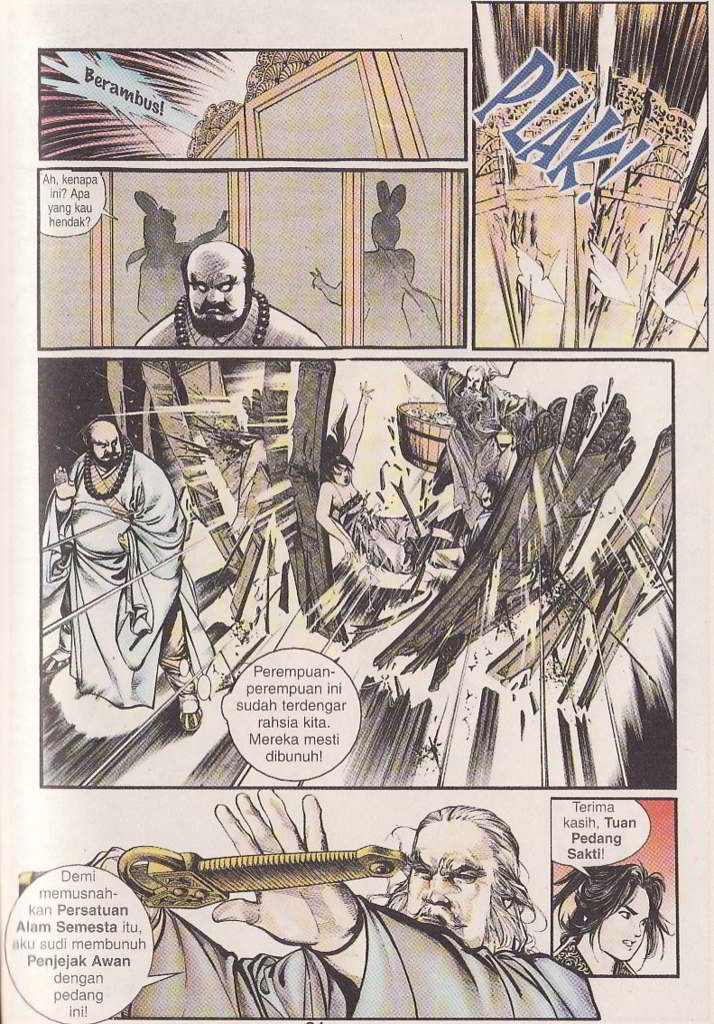 Berambus!
PLAK!
Ah, kenapa
ini? Apa
yang kau
hendak?
Perempuan-
perempuan ini
sudah terdengar
rahsia kita.
Mereka mesti
dibunuh!
Demi
memusnah-
kan Persatuan
Alam Semesta itu,
aku sudi membunuh
Penjejak Awan
dengan
pedang
ini!
Terima
kasih, Tuan
Pedang
Sakti!